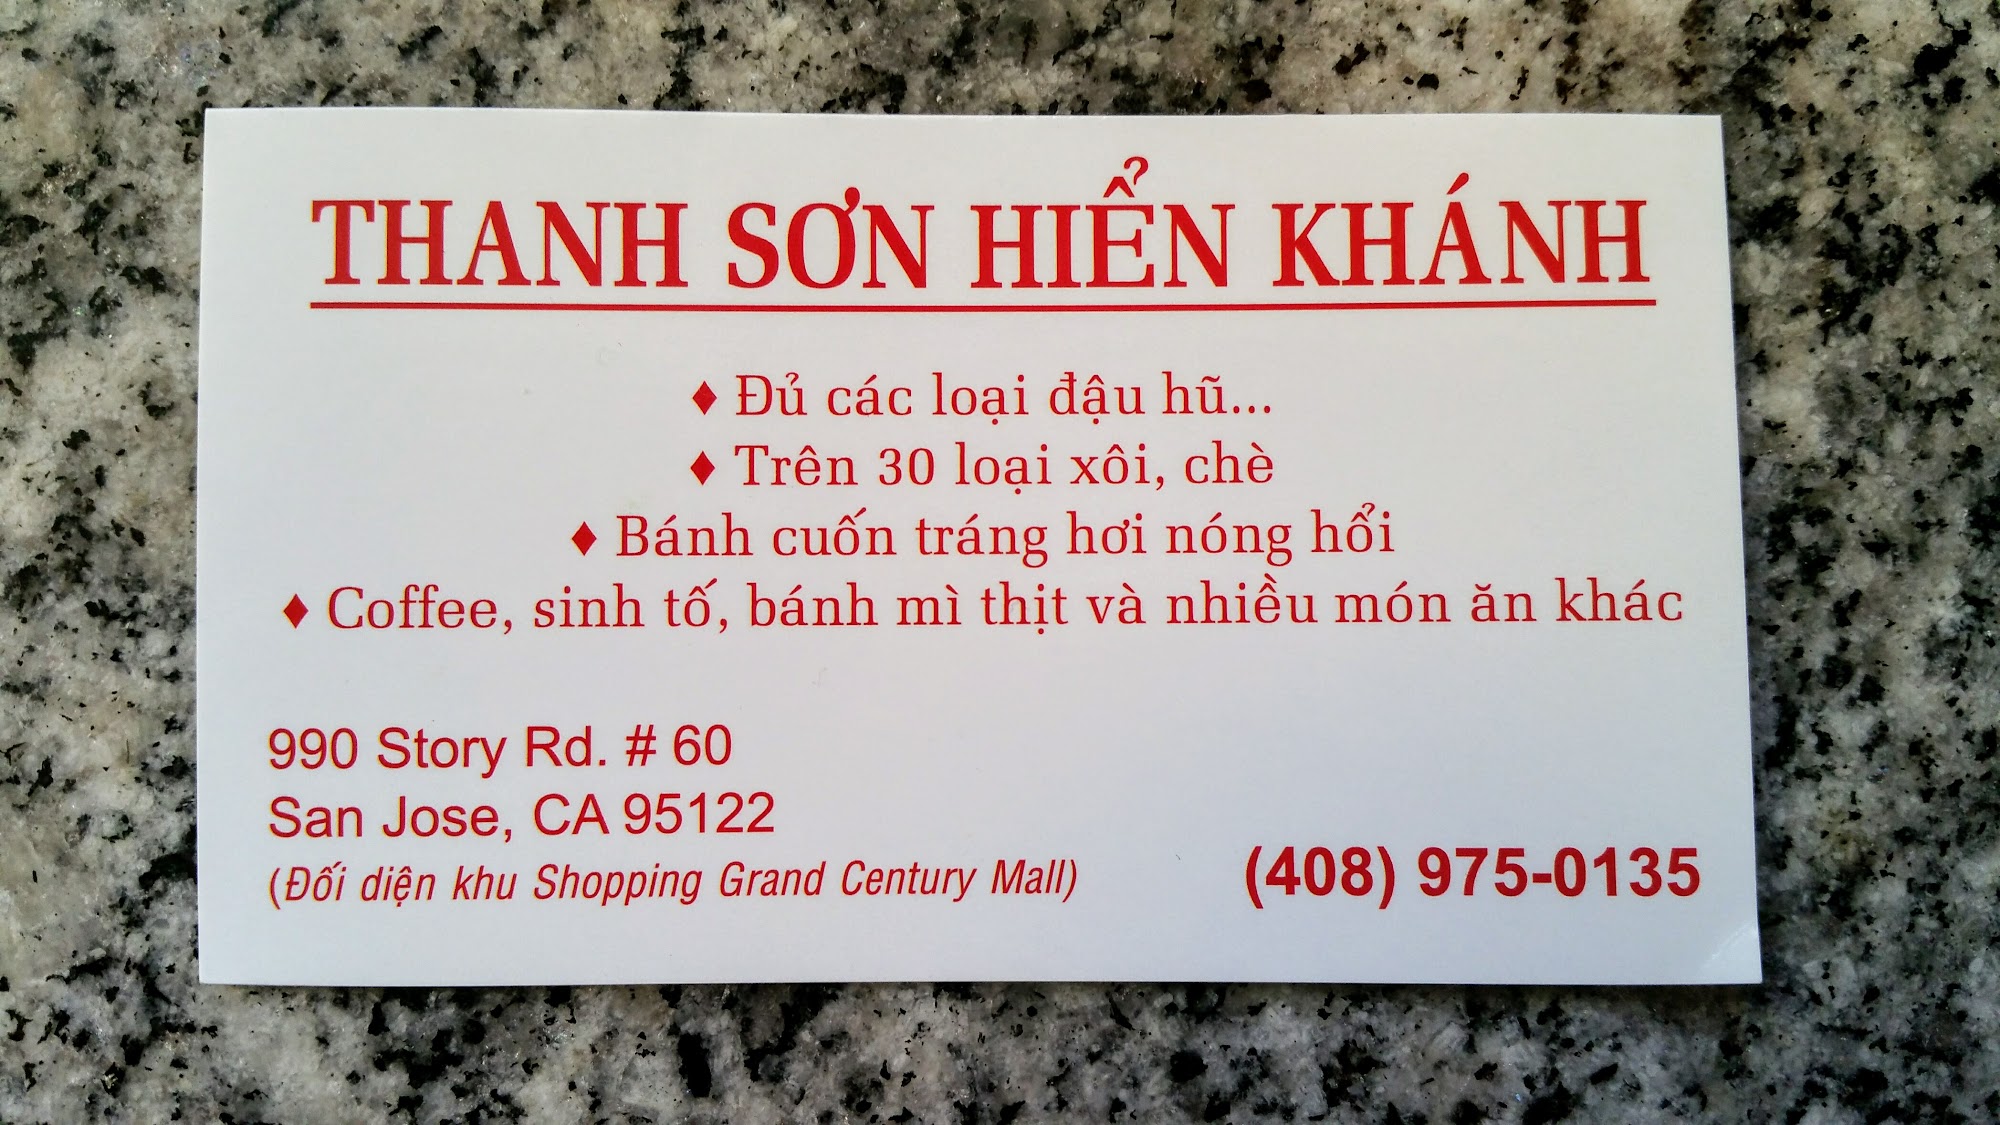 THANH SƠN HIỂN KHÁNH
♦ Đủ các loại đậu hũ...
♦ Trên 30 loại xôi, chè
♦ Bánh cuốn tráng hơi nóng hổi
♦ Coffee, sinh tố, bánh mì thịt và nhiều món ăn khác
990 Story Rd. # 60
San Jose, CA 95122
(Đối diện khu Shopping Grand Century Mall)
(408) 975-0135